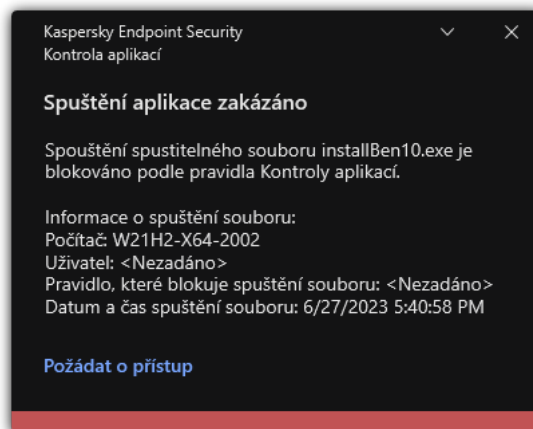 Kaspersky Endpoint Security
Kontrola aplikací
Spuštění aplikace zakázáno
Spouštění spustitelného souboru installBen10.exe je
blokováno podle pravidla Kontroly aplikací.
Informace o spuštění souboru:
Počítač: W21H2-X64-2002
Uživatel: <Nezadáno>
Pravidlo, které blokuje spuštění souboru: <Nezadáno>
Datum a čas spuštění souboru: 6/27/2023 5:40:58 PM
Požádat o přístup